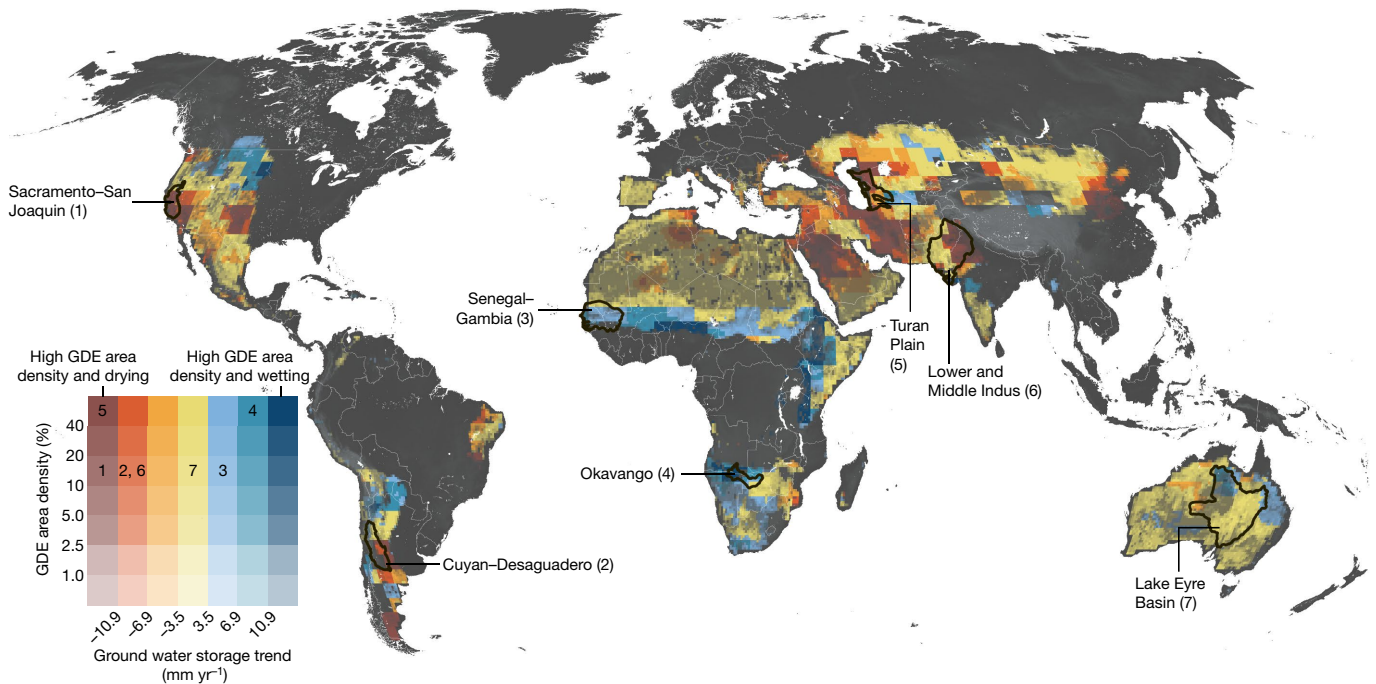 Sacramento–San
Joaquin (1)
Senegal–
Gambia (3)
Turan
Plain
(5)
Lower and
Middle Indus (6)
Okavango (4)
Cuyan–Desaguadero (2)
Lake Eyre
Basin (7)
High GDE area
density and drying
High GDE area
density and wetting
GDE area density (%)
40
20
10
5.0
2.5
1.0
5
4
1
2, 6
7
3
–10.9
–6.9
–3.5
3.5
6.9
10.9
Ground water storage trend
(mm yr⁻¹)